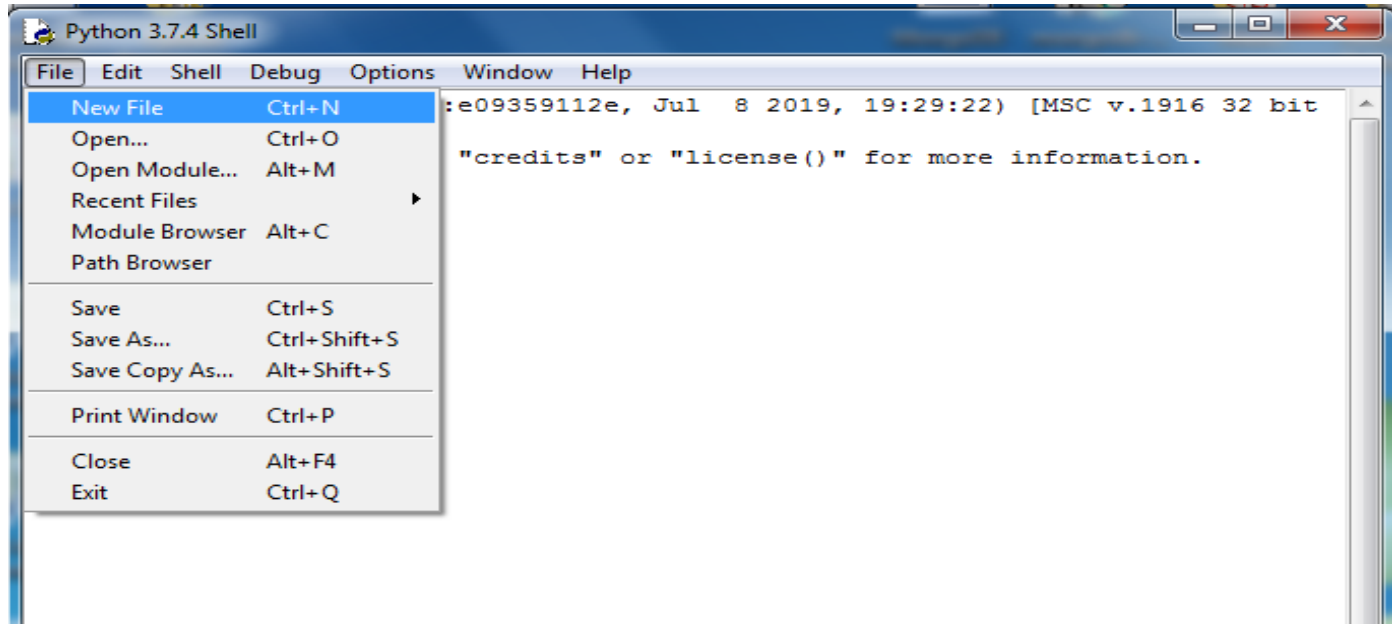 Python 3.7.4 Shell
File Edit Shell Debug Options Window Help
:e09359112e, Jul  8 2019, 19:29:22) [MSC v.1916 32 bit
"credits" or "license()" for more information.
New File Ctrl+N
Open... Ctrl+O
Open Module... Alt+M
Recent Files
Module Browser Alt+C
Path Browser
Save Ctrl+S
Save As... Ctrl+Shift+S
Save Copy As... Alt+Shift+S
Print Window Ctrl+P
Close Alt+F4
Exit Ctrl+Q